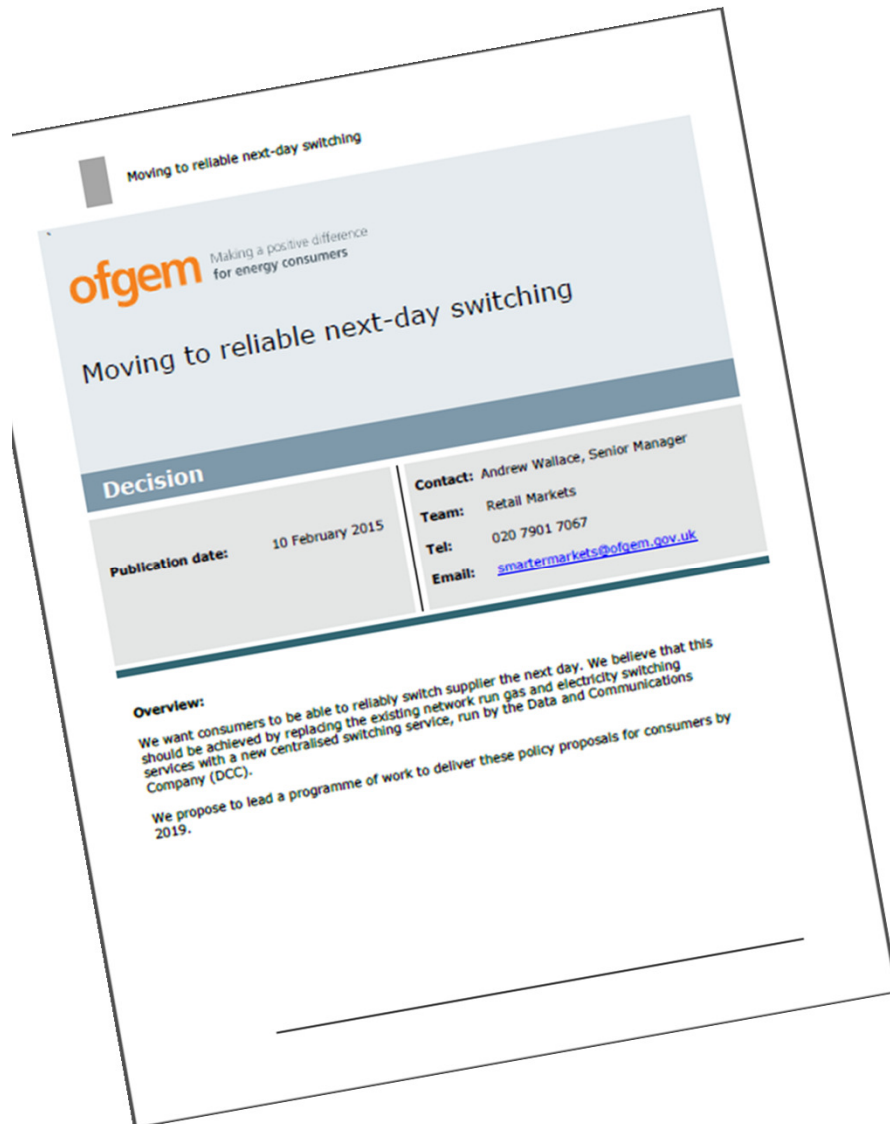 Moving to reliable next-day switching
ofgem Making a positive difference
for energy consumers
Moving to reliable next-day switching
Decision
Publication date: 10 February 2015
Contact: Andrew Wallace, Senior Manager
Team: Retail Markets
Tel: 020 7901 7067
Email: smartermarkets@ofgem.gov.uk
Overview:
We want consumers to be able to reliably switch supplier the next day. We believe that this
should be achieved by replacing the existing network run gas and electricity switching
services with a new centralised switching service, run by the Data and Communications
Company (DCC).
We propose to lead a programme of work to deliver these policy proposals for consumers by
2019.